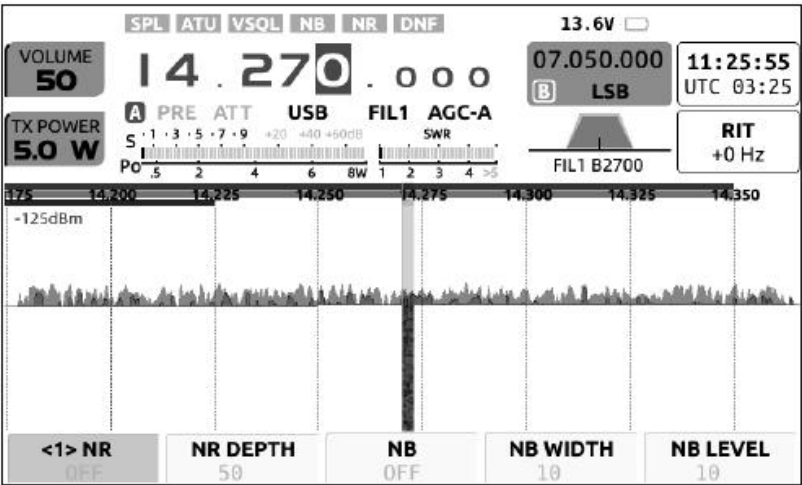 SPL ATU VSQL NB NR DNF 13.6V
VOLUME
50
14.270.000
07.050.000
B LSB
11:25:55
UTC 03:25
A PRE ATT USB FIL1 AGC-A
TX POWER
5.0 W
S ·1 ·3 ·5 ·7 ·9 +20 +40 +60dB SWR
Po .5 2 4 6 8W 1 2 3 4 >5
FIL1 B2700
RIT
+0 Hz
175 14.200 14.225 14.250 14.275 14.300 14.325 14.350
-125dBm
<1> NR NR DEPTH NB NB WIDTH NB LEVEL
OFF 50 OFF 10 10